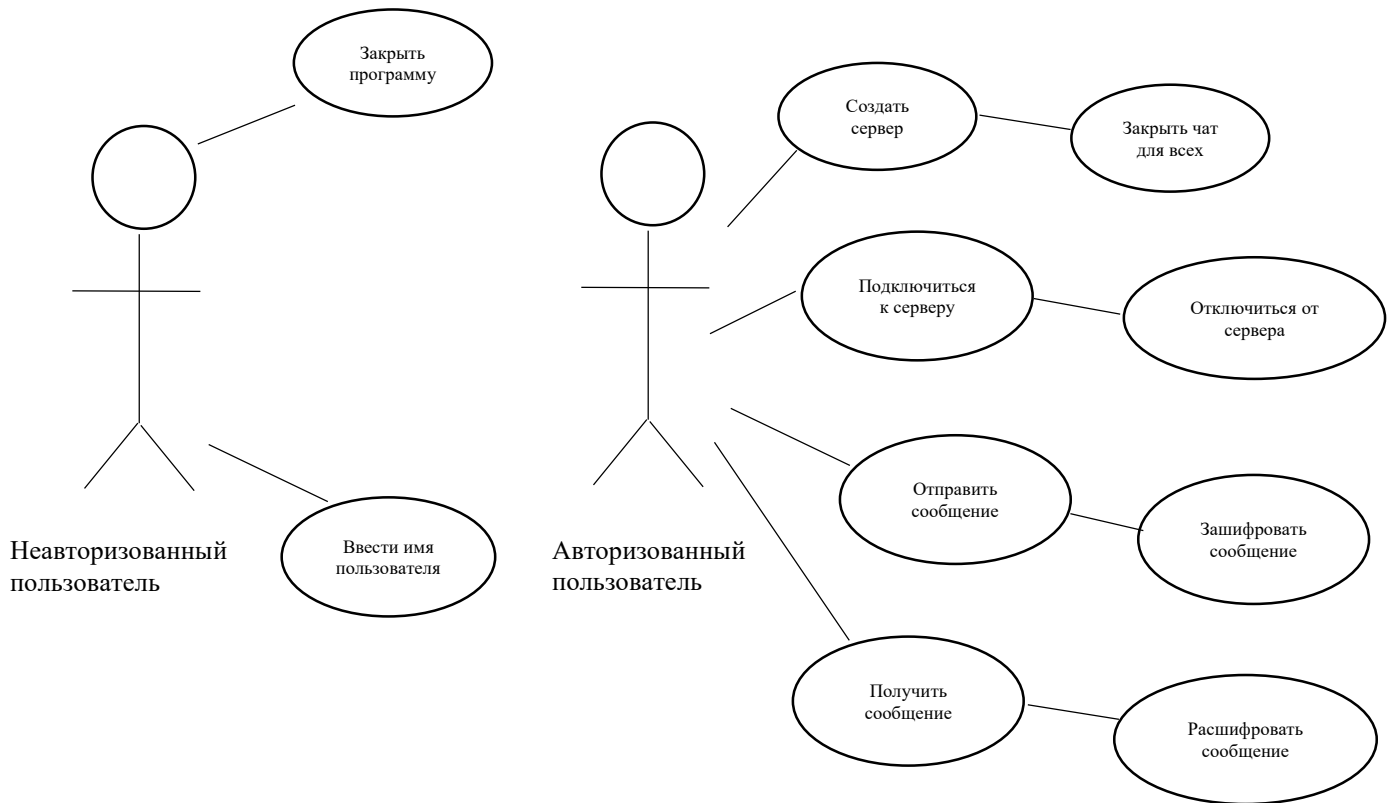 Закрыть
программу
Ввести имя
пользователя
Неавторизованный
пользователь
Создать
сервер
Закрыть чат
для всех
Подключиться
к серверу
Отключиться от
сервера
Отправить
сообщение
Зашифровать
сообщение
Авторизованный
пользователь
Получить
сообщение
Расшифровать
сообщение